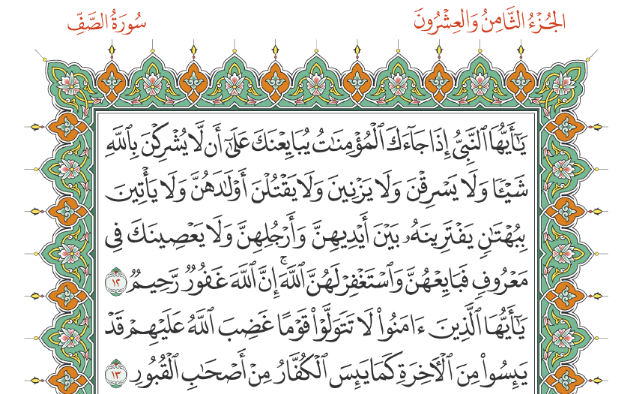 الجُزْءُ الثَّامِنُ وَالعِشْرُونَ
سُورَةُ الصَّفِّ
يَـٰٓأَيُّهَا ٱلنَّبِىُّ إِذَا جَآءَكَ ٱلْمُؤْمِنَـٰتُ يُبَايِعْنَكَ عَلَىٰٓ أَن لَّا يُشْرِكْنَ بِٱللَّهِ
شَيْـًٔا وَلَا يَسْرِقْنَ وَلَا يَزْنِينَ وَلَا يَقْتُلْنَ أَوْلَـٰدَهُنَّ وَلَا يَأْتِينَ
بِبُهْتَـٰنٍ يَفْتَرِينَهُۥ بَيْنَ أَيْدِيهِنَّ وَأَرْجُلِهِنَّ وَلَا يَعْصِينَكَ فِى
مَعْرُوفٍ فَبَايِعْهُنَّ وَٱسْتَغْفِرْ لَهُنَّ ٱللَّهَ ۚ إِنَّ ٱللَّهَ غَفُورٌ رَّحِيمٌ ١٢
يَـٰٓأَيُّهَا ٱلَّذِينَ ءَامَنُوا۟ لَا تَتَوَلَّوْا۟ قَوْمًا غَضِبَ ٱللَّهُ عَلَيْهِمْ قَدْ
يَئِسُوا۟ مِنَ ٱلْـَٔاخِرَةِ كَمَا يَئِسَ ٱلْكُفَّارُ مِنْ أَصْحَـٰبِ ٱلْقُبُورِ ١٣